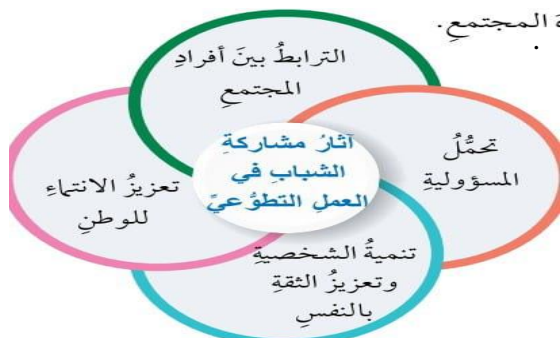 ة المجتمعِ.
الترابطُ بينَ أفرادِ
المجتمعِ
تحمُّلُ
المسؤوليةِ
آثارُ مشاركةِ
الشبابِ في
العملِ التطوُّعيِّ
تعزيزُ الانتماءِ
للوطنِ
تنميةُ الشخصيةِ
وتعزيزُ الثقةِ
بالنفسِ